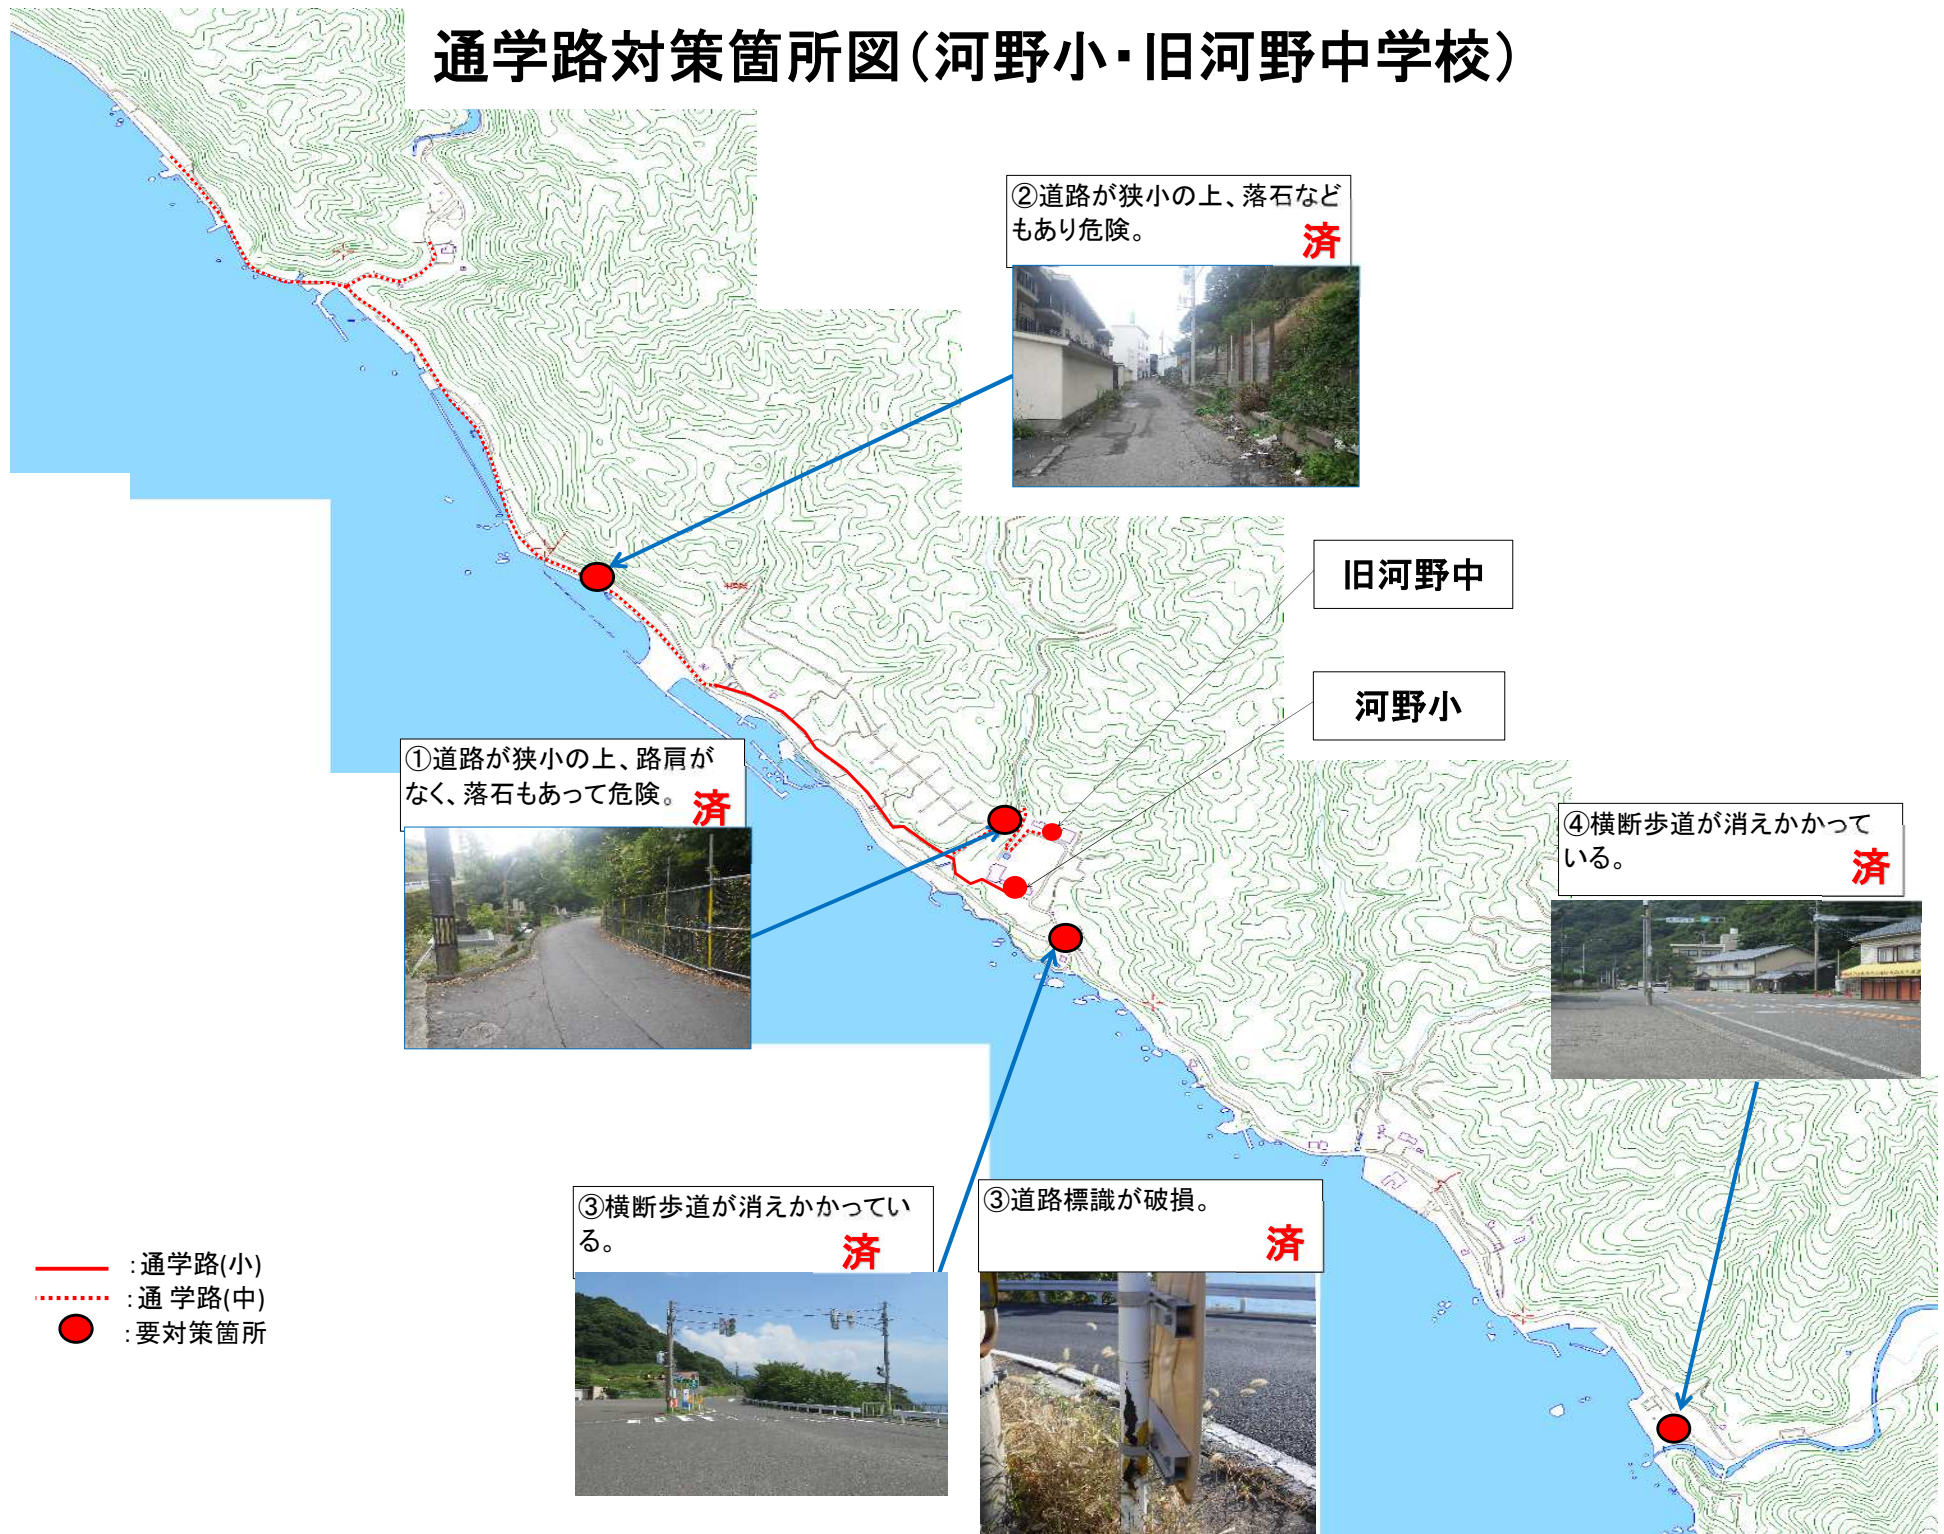 通学路対策箇所図(河野小・旧河野中学校)
②道路が狭小の上、落石など
もあり危険。
済
旧河野中
河野小
①道路が狭小の上、路肩が
なく、落石もあって危険。
済
④横断歩道が消えかかって
いる。
済
③横断歩道が消えかかってい
る。
済
③道路標識が破損。
済
:通学路(小)
:通 学路(中)
:要対策箇所